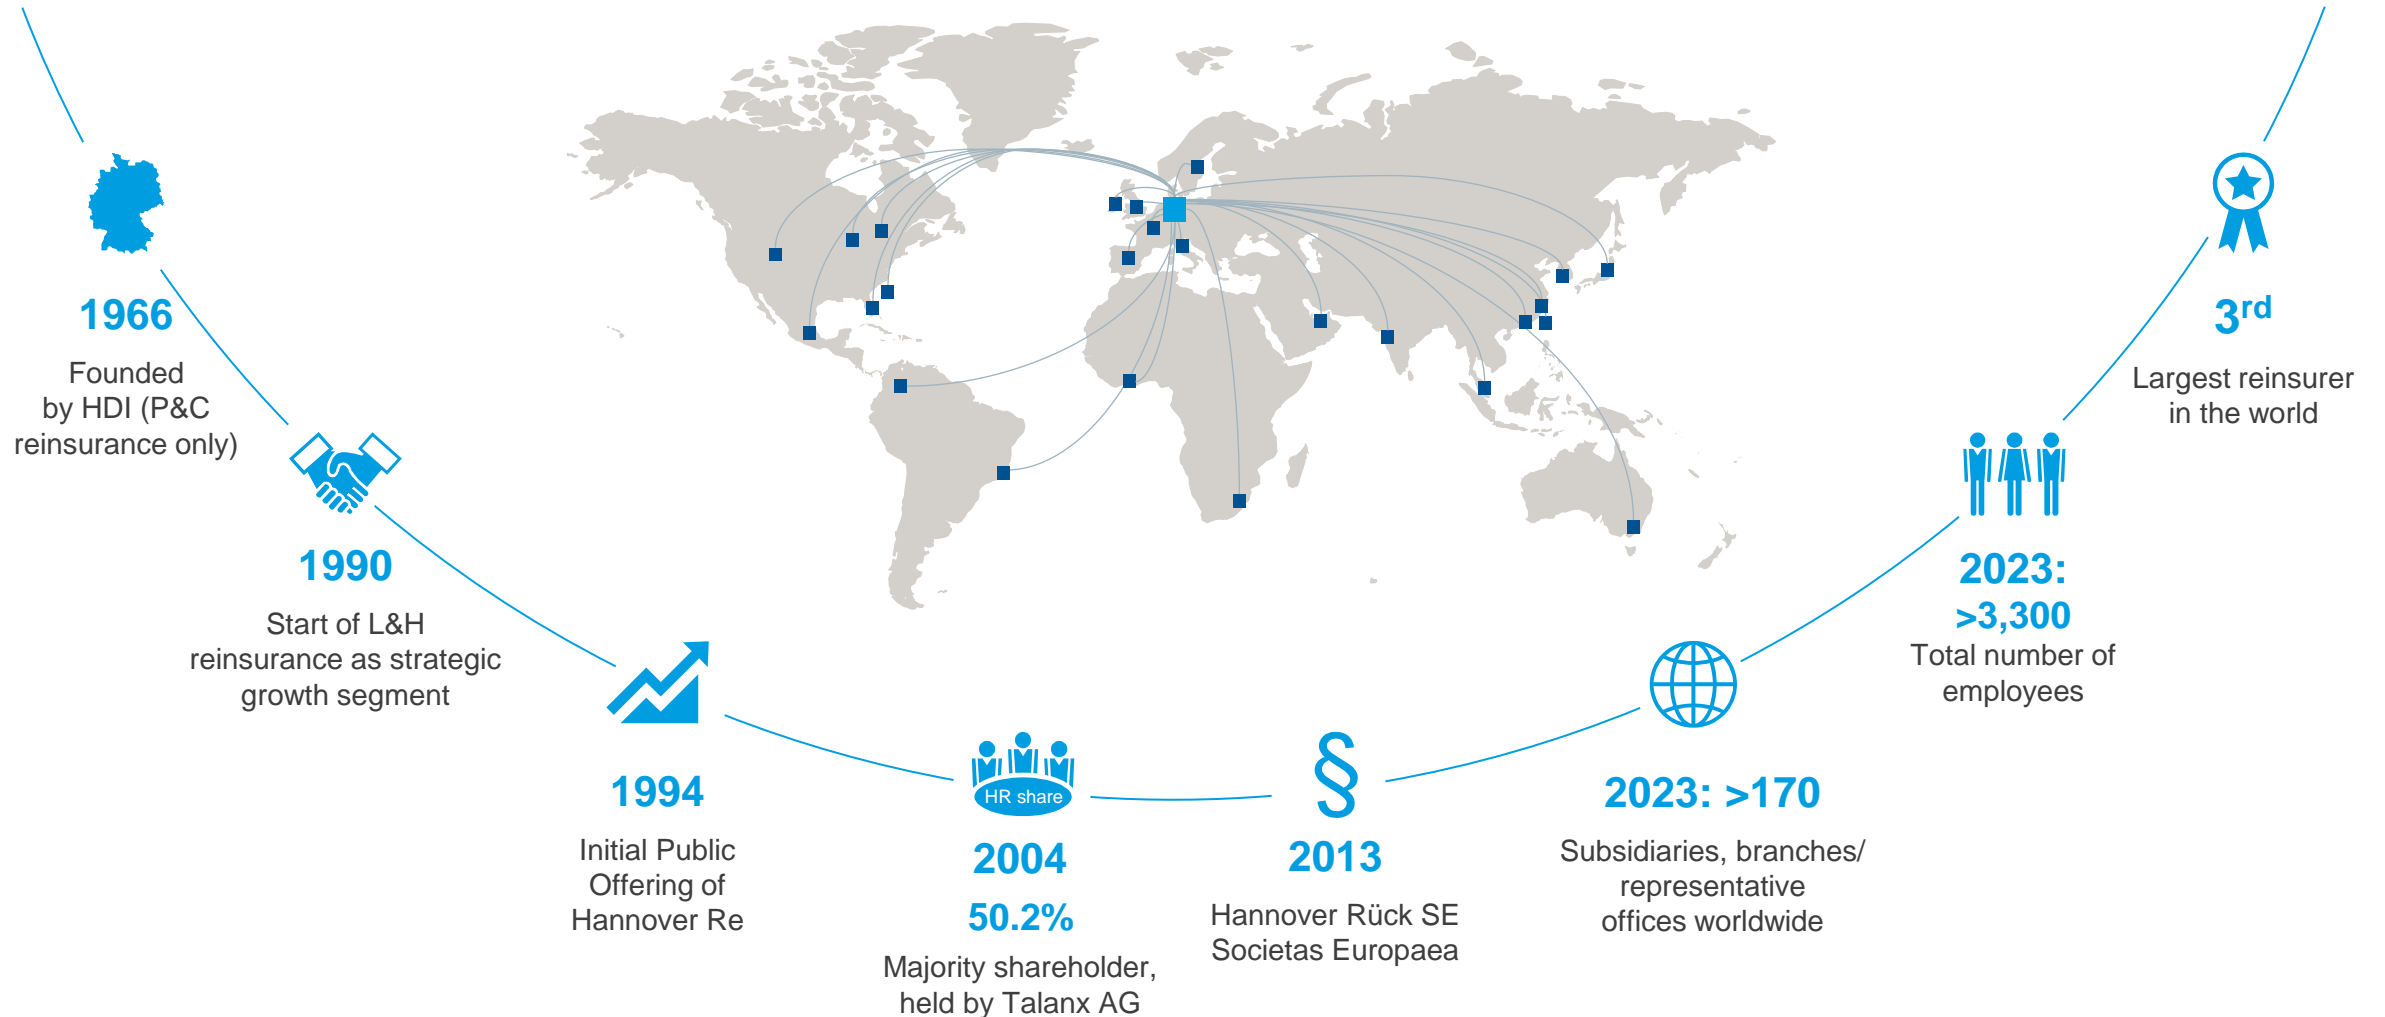 1966
Founded
by HDI (P&C
reinsurance only)
1990
Start of L&H
reinsurance as strategic
growth segment
1994
Initial Public
Offering of
Hannover Re
HR share
2004
50.2%
Majority shareholder,
held by Talanx AG
§
2013
Hannover Rück SE
Societas Europaea
2023: >170
Subsidiaries, branches/
representative
offices worldwide
2023:
>3,300
Total number of
employees
3rd
Largest reinsurer
in the world